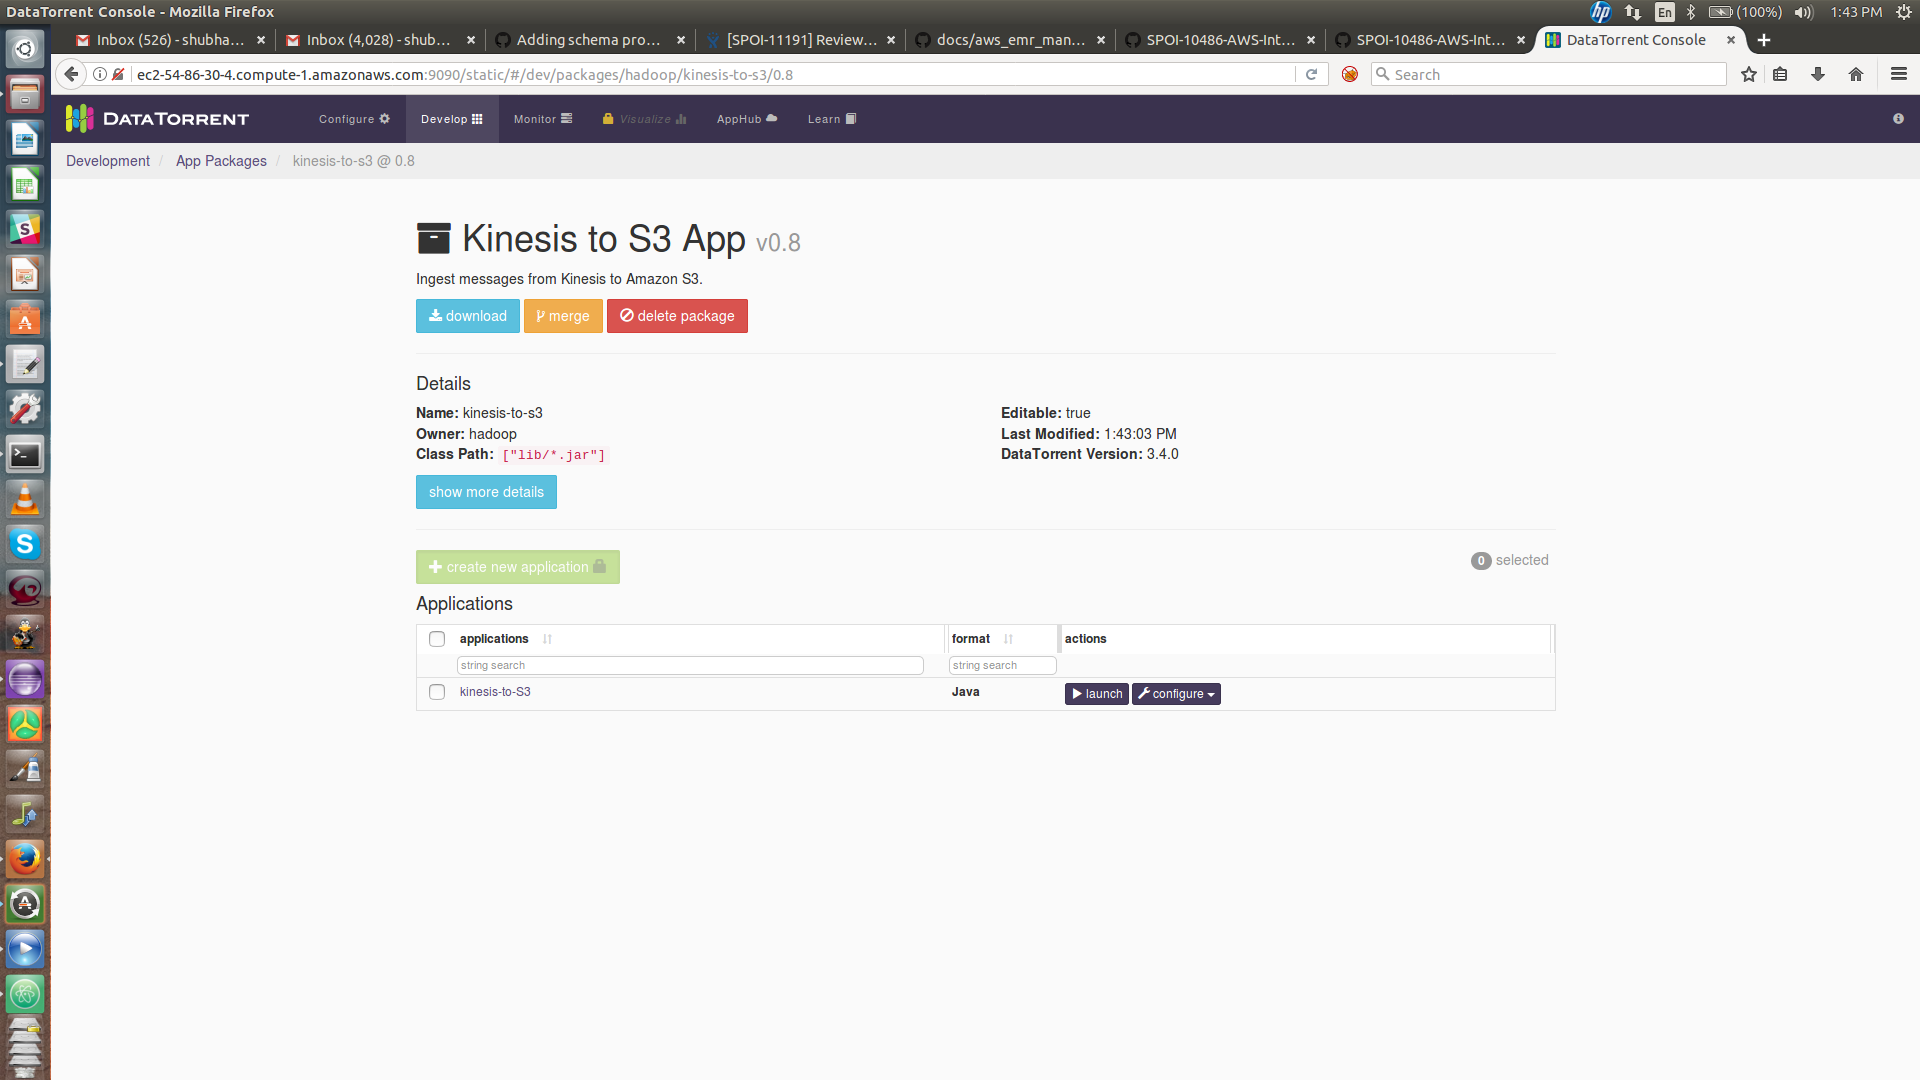 DataTorrent Console - Mozilla Firefox
hp En (100%) 1:43 PM
Inbox (526) - shubha... Inbox (4,028) - shub... Adding schema pro... [SPOI-11191] Review... docs/aws_emr_man... SPOI-10486-AWS-Int... SPOI-10486-AWS-Int... DataTorrent Console
ec2-54-86-30-4.compute-1.amazonaws.com:9090/static/#/dev/packages/hadoop/kinesis-to-s3/0.8 Search
DATATORRENT Configure Develop Monitor Visualize AppHub Learn
Development / App Packages / kinesis-to-s3 @ 0.8
Kinesis to S3 App v0.8
Ingest messages from Kinesis to Amazon S3.
download merge delete package
Details
Name: kinesis-to-s3 Editable: true
Owner: hadoop Last Modified: 1:43:03 PM
Class Path: ["lib/*.jar"] DataTorrent Version: 3.4.0
show more details
create new application 0 selected
Applications
applications format actions
string search string search
kinesis-to-S3 Java launch configure